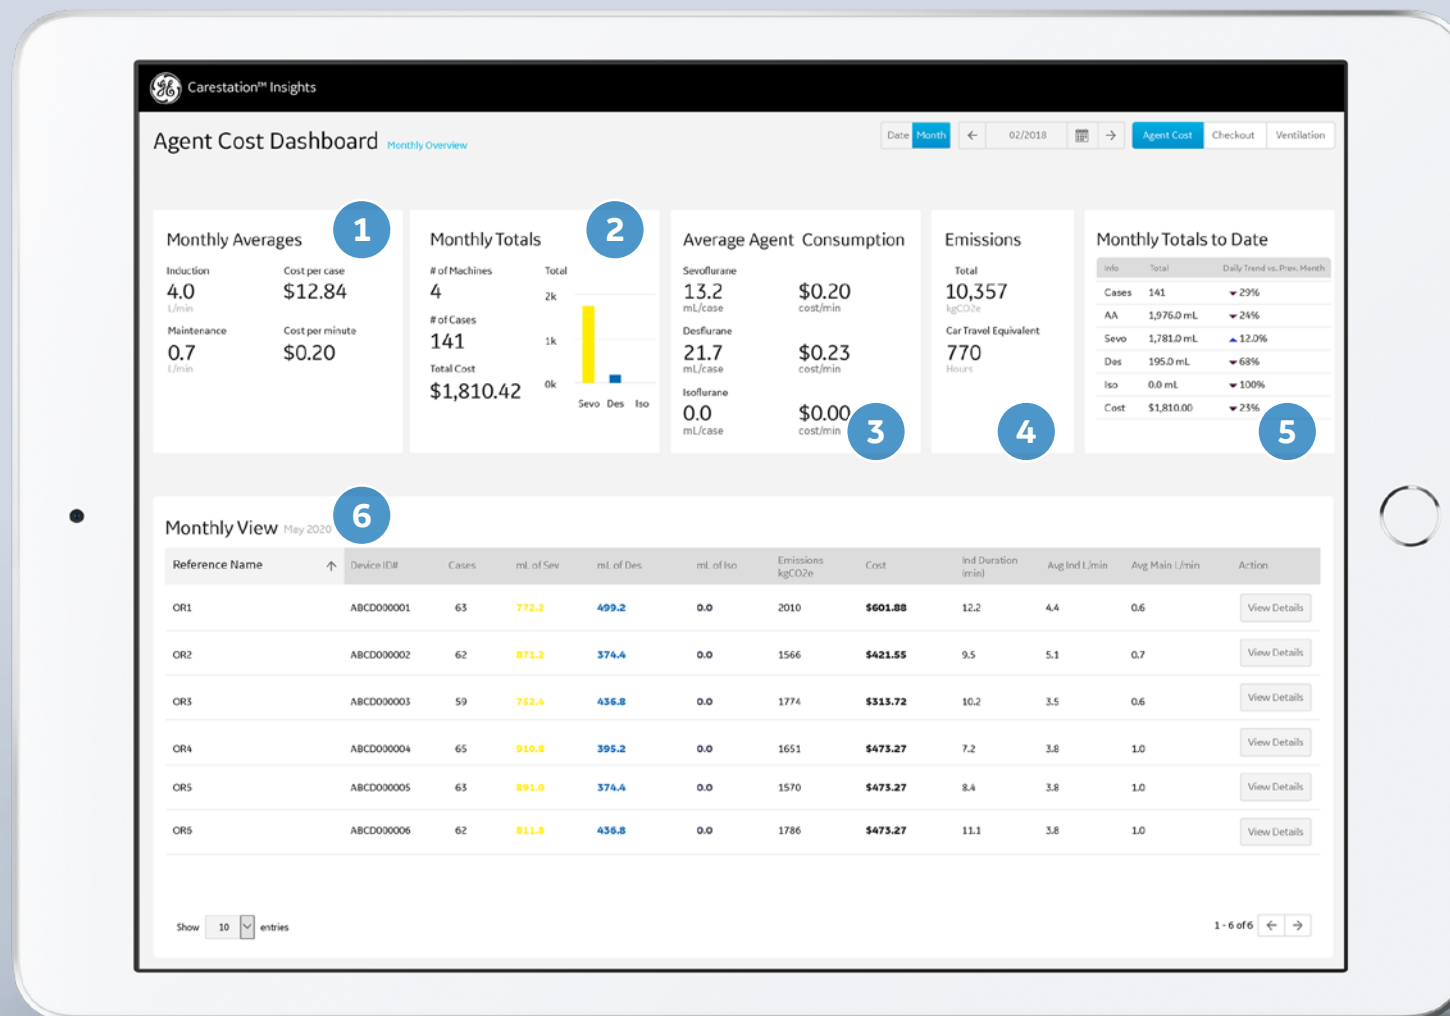 GE Carestation™ Insights
Agent Cost Dashboard Monthly Overview
Date Month 02/2018 Agent Cost Checkout Ventilation
Monthly Averages 1
Induction Cost per case
4.0 $12.84
L/min
Maintenance Cost per minute
0.7 $0.20
L/min
Monthly Totals 2
# of Machines Total
4
2k
# of Cases
141
1k
Total Cost
$1,810.42
0k
Sevo Des Iso
Average Agent Consumption
Sevoflurane
13.2 $0.20
mL/case cost/min
Desflurane
21.7 $0.23
mL/case cost/min
Isoflurane
0.0 $0.00
mL/case cost/min
3
Emissions
Total
10,357
kgCO2e
Car Travel Equivalent
770
Hours
4
Monthly Totals to Date
Info Total Daily Trend vs. Prev. Month
Cases 141 29%
AA 1,976.0 mL 24%
Sevo 1,781.0 mL 12.0%
Des 195.0 mL 68%
Iso 0.0 mL 100%
Cost $1,810.00 23%
5
Monthly View May 2020 6
Reference Name Device ID# Cases mL of Sev mL of Des mL of Iso Emissions kgCO2e Cost Ind Duration (min) Avg Ind L/min Avg Main L/min Action
OR1 ABCD000001 63 772.2 499.2 0.0 2010 $601.88 12.2 4.4 0.6 View Details
OR2 ABCD000002 62 871.2 374.4 0.0 1566 $421.55 9.5 5.1 0.7 View Details
OR3 ABCD000003 59 752.4 436.8 0.0 1774 $313.72 10.2 3.5 0.6 View Details
OR4 ABCD000004 65 910.8 395.2 0.0 1651 $473.27 7.2 3.8 1.0 View Details
OR5 ABCD000005 63 891.0 374.4 0.0 1570 $473.27 8.4 3.8 1.0 View Details
OR6 ABCD000006 62 811.8 436.8 0.0 1786 $473.27 11.1 3.8 1.0 View Details
Show 10 entries 1 - 6 of 6